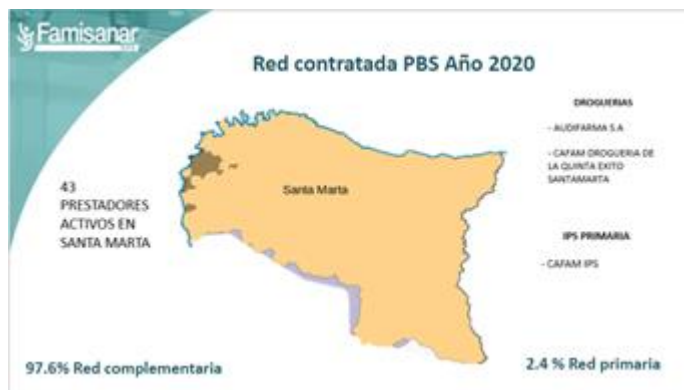 Famisanar
EPS
Red contratada PBS Año 2020
DROGUERIAS
- AUDIFARMA S.A
- CAFAM DROGUERIA DE
LA QUINTA EXITO
SANTAMARTA
43
PRESTADORES
ACTIVOS EN
SANTA MARTA
Santa Marta
IPS PRIMARIA
- CAFAM IPS
97.6% Red complementaria
2.4 % Red primaria